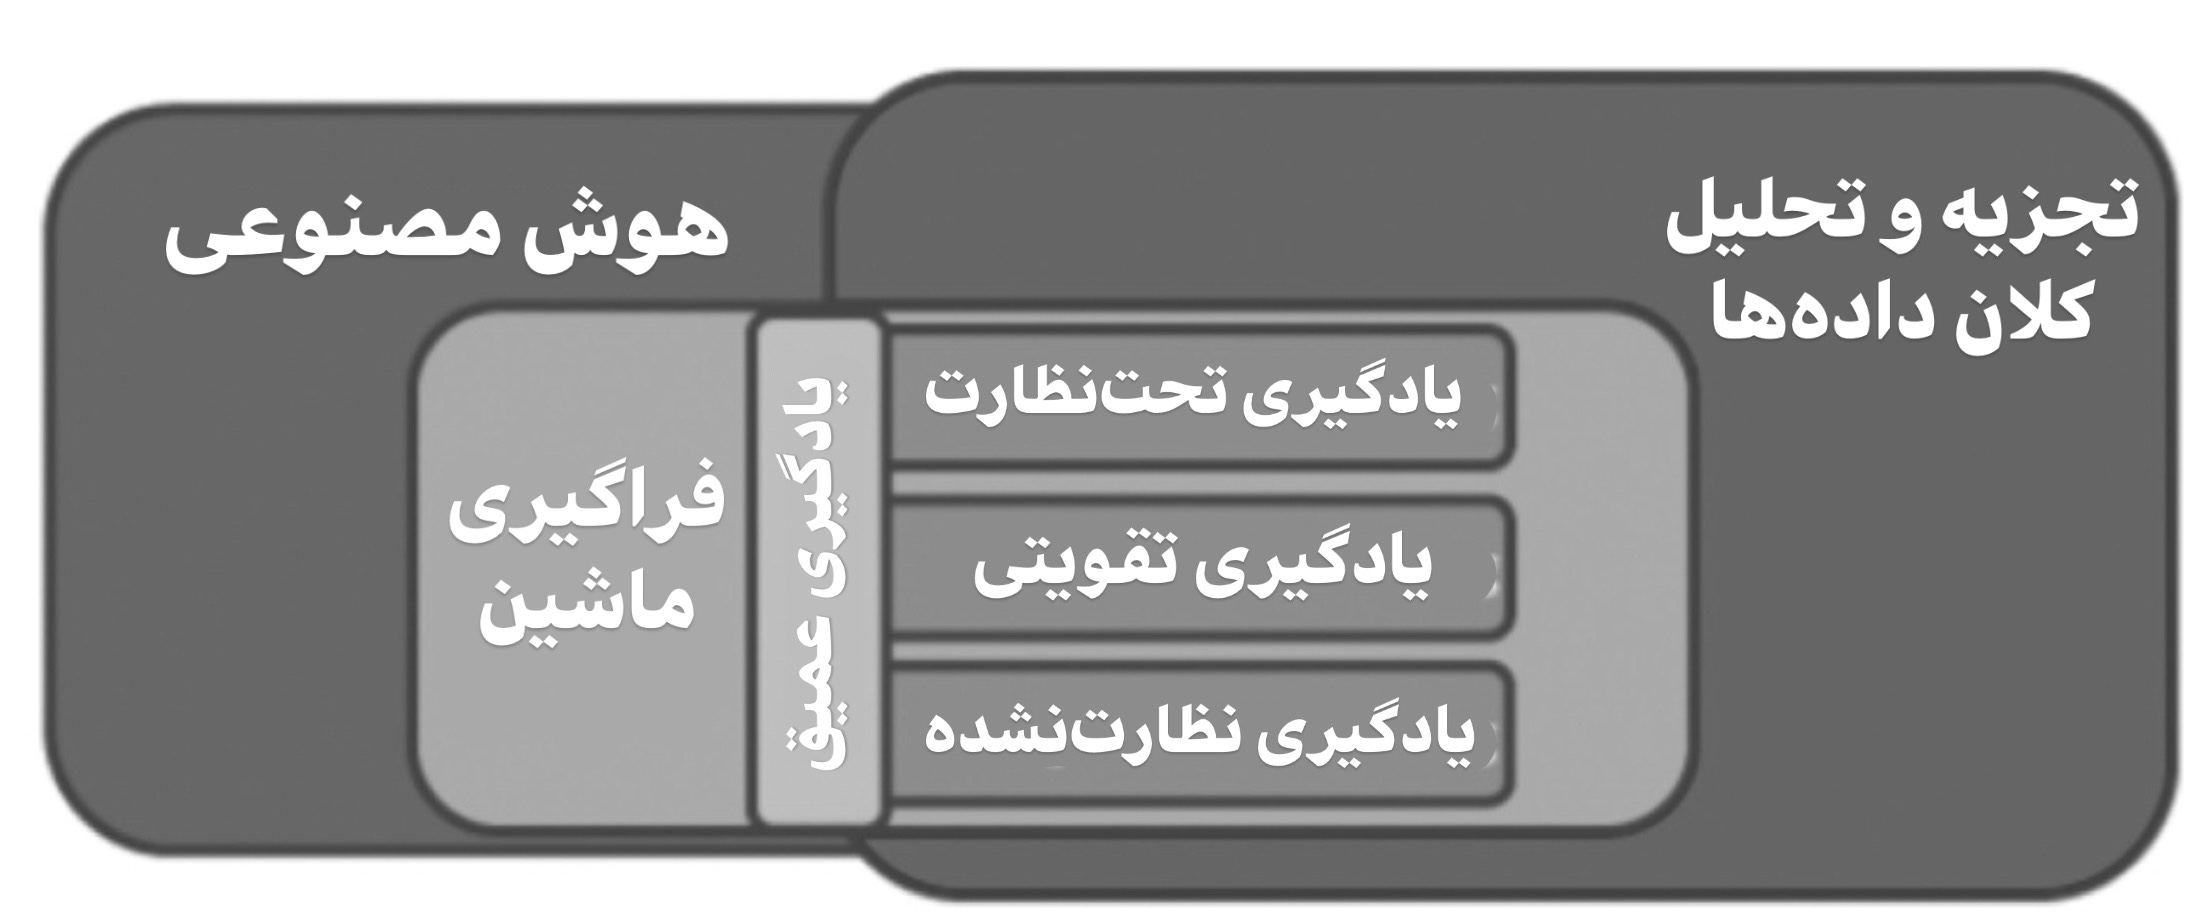 تجزیه و تحلیل
کلان داده‌ها
هوش مصنوعی
فراگیری
ماشین
یادگیری عمیق
یادگیری تحت‌نظارت
یادگیری تقویتی
یادگیری نظارت‌نشده